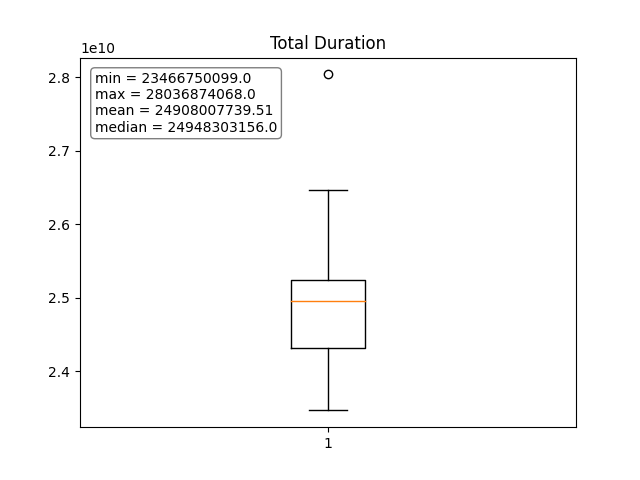 Total Duration
1e10
min = 23466750099.0
max = 28036874068.0
mean = 24908007739.51
median = 24948303156.0
2.8
2.7
2.6
2.5
2.4
1